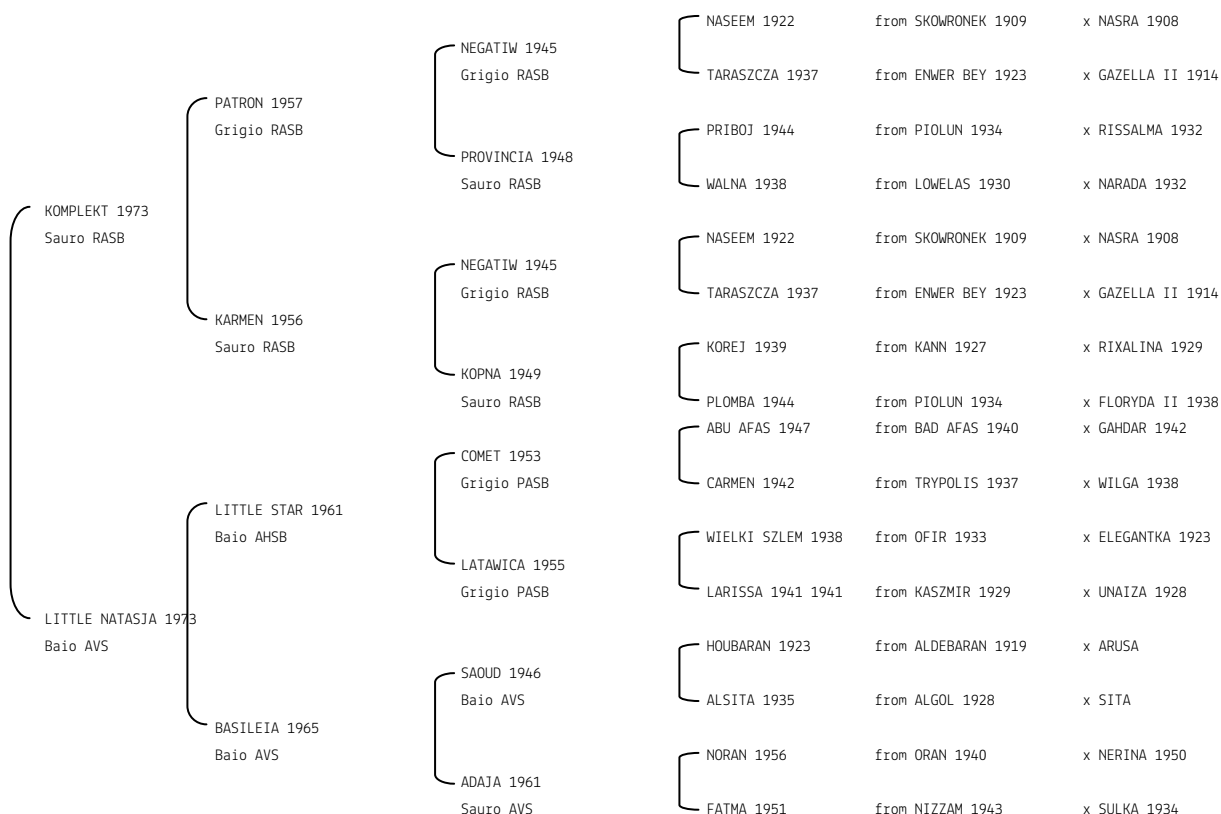 NASEEM 1922 from SKOWRONEK 1909 x NASRA 1908
NEGATIW 1945
Grigio RASB
TARASZCZA 1937 from ENWER BEY 1923 x GAZELLA II 1914
PATRON 1957
Grigio RASB
PRIBOJ 1944 from PIOLUN 1934 x RISSALMA 1932
PROVINCIA 1948
Sauro RASB
WALNA 1938 from LOWELAS 1930 x NARADA 1932
KOMPLEKT 1973
Sauro RASB
NASEEM 1922 from SKOWRONEK 1909 x NASRA 1908
NEGATIW 1945
Grigio RASB
TARASZCZA 1937 from ENWER BEY 1923 x GAZELLA II 1914
KARMEN 1956
Sauro RASB
KOREJ 1939 from KANN 1927 x RIXALINA 1929
KOPNA 1949
Sauro RASB
PLOMBA 1944 from PIOLUN 1934 x FLORYDA II 1938
ABU AFAS 1947 from BAD AFAS 1940 x GAHDAR 1942
COMET 1953
Grigio PASB
CARMEN 1942 from TRYPOLIS 1937 x WILGA 1938
LITTLE STAR 1961
Baio AHSB
WIELKI SZLEM 1938 from OFIR 1933 x ELEGANTKA 1923
LATAWICA 1955
Grigio PASB
LARISSA 1941 1941 from KASZMIR 1929 x UNAIZA 1928
LITTLE NATASJA 1973
Baio AVS
HOUBARAN 1923 from ALDEBARAN 1919 x ARUSA
SAOUD 1946
Baio AVS
ALSITA 1935 from ALGOL 1928 x SITA
BASILEIA 1965
Baio AVS
NORAN 1956 from ORAN 1940 x NERINA 1950
ADAJA 1961
Sauro AVS
FATMA 1951 from NIZZAM 1943 x SULKA 1934